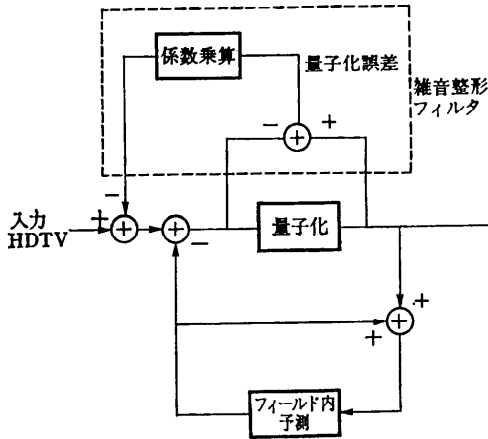 係数乗算
量子化誤差
雑音整形
フィルタ
−
+
−
入力
HDTV
+
−
量子化
+
+
フィールド内
予測